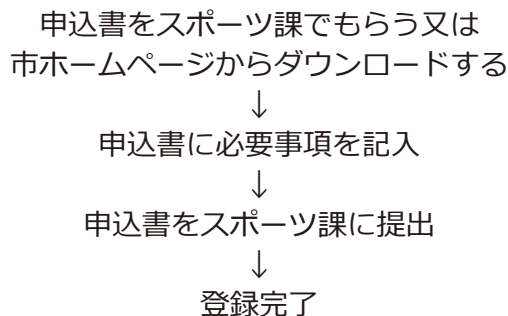 申込書をスポーツ課でもらう又は
市ホームページからダウンロードする
↓
申込書に必要事項を記入
↓
申込書をスポーツ課に提出
↓
登録完了